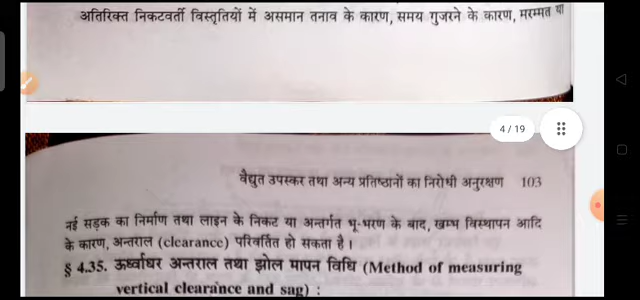 अतिरिक्त निकटवर्ती विस्तृतियों में असमान तनाव के कारण, समय गुजरने के कारण, मरम्मत या
4 / 19
वैद्युत उपस्कर तथा अन्य प्रतिष्ठानों का निरोधी अनुरक्षण 103
नई सड़क का निर्माण तथा लाइन के निकट या अन्तर्गत भू-भरण के बाद, खम्भ विस्थापन आदि
के कारण, अन्तराल (clearance) परिवर्तित हो सकता है।
§ 4.35. ऊर्ध्वाधर अन्तराल तथा झोल मापन विधि (Method of measuring
vertical clearance and sag) :